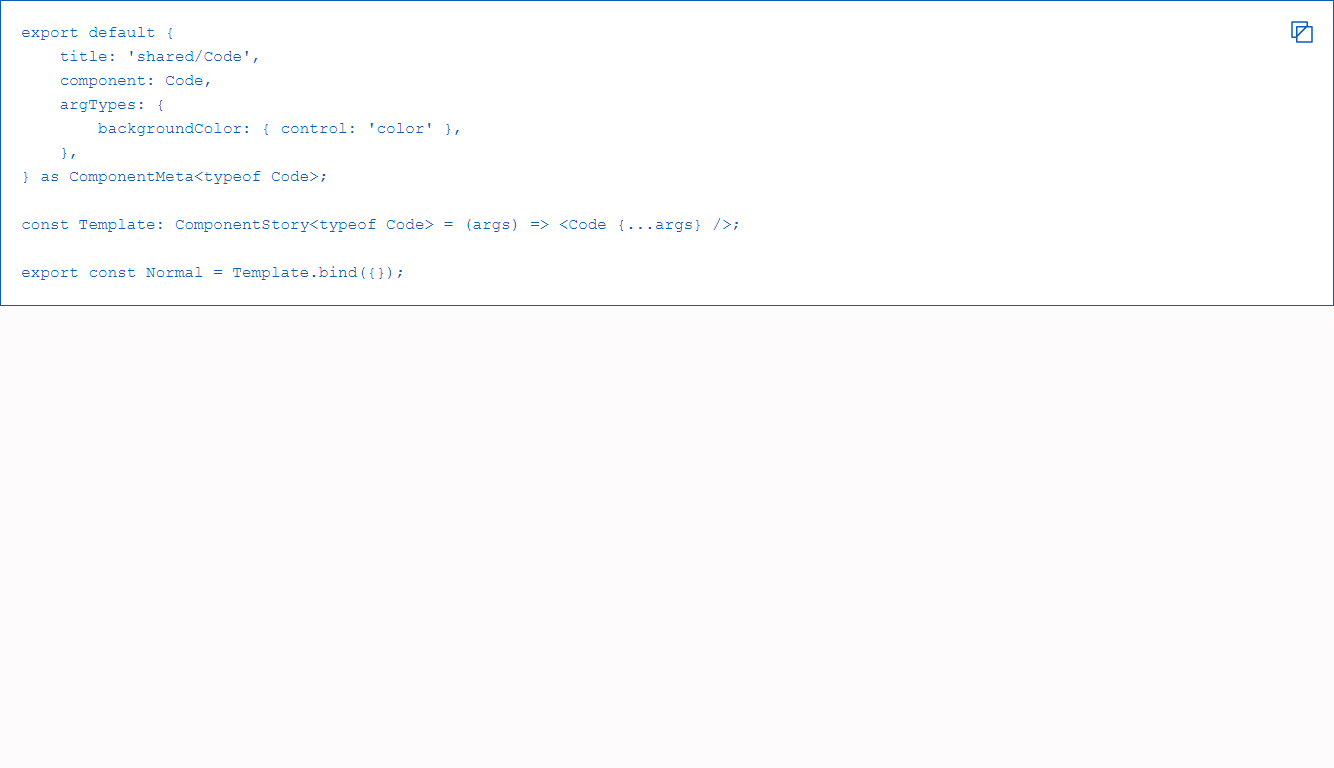 export default {
    title: 'shared/Code',
    component: Code,
    argTypes: {
        backgroundColor: { control: 'color' },
    },
} as ComponentMeta<typeof Code>;

const Template: ComponentStory<typeof Code> = (args) => <Code {...args} />;

export const Normal = Template.bind({});